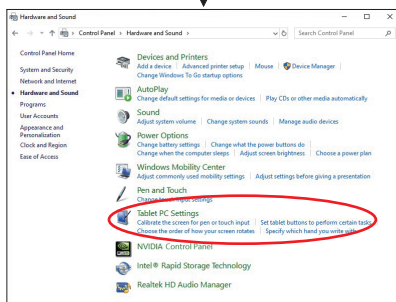 Hardware and Sound
Control Panel > Hardware and Sound >
Search Control Panel
Control Panel Home
System and Security
Network and Internet
Hardware and Sound
Programs
User Accounts
Appearance and
Personalization
Clock and Region
Ease of Access
Devices and Printers
Add a device | Advanced printer setup | Mouse | Device Manager |
Change Windows To Go startup options
AutoPlay
Change default settings for media or devices | Play CDs or other media automatically
Sound
Adjust system volume | Change system sounds | Manage audio devices
Power Options
Change battery settings | Change what the power buttons do |
Change when the computer sleeps | Adjust screen brightness | Choose a power plan
Windows Mobility Center
Adjust commonly used mobility settings | Adjust settings before giving a presentation
Pen and Touch
Change touch input settings
Tablet PC Settings
Calibrate the screen for pen or touch input | Set tablet buttons to perform certain tasks
Choose the order of how your screen rotates | Specify which hand you write with
NVIDIA Control Panel
Intel® Rapid Storage Technology
Realtek HD Audio Manager